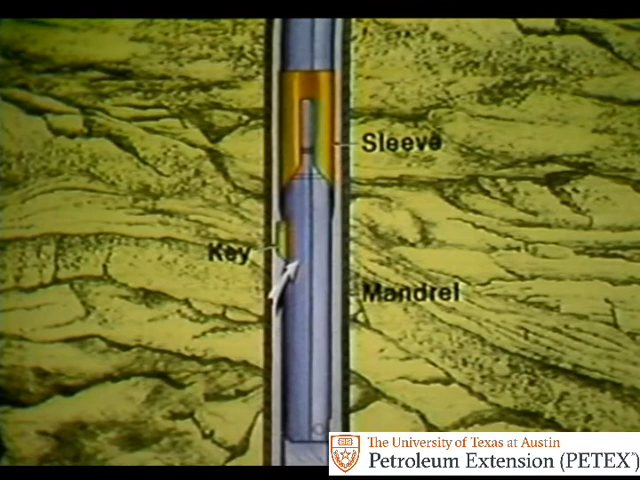 Sleeve
Key
Mandrel
The University of Texas at Austin
Petroleum Extension (PETEX®)